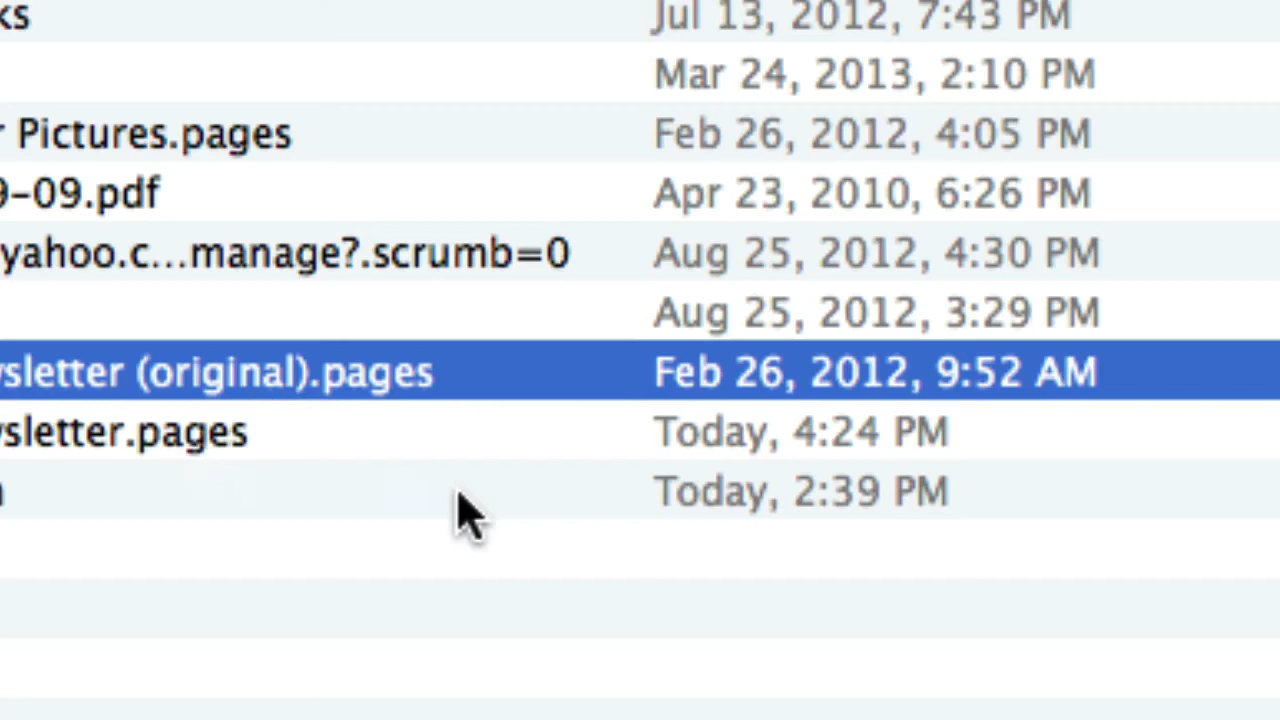 ks Jul 13, 2012, 7:43 PM
Mar 24, 2013, 2:10 PM
r Pictures.pages Feb 26, 2012, 4:05 PM
9-09.pdf Apr 23, 2010, 6:26 PM
yahoo.c...manage?.scrumb=0 Aug 25, 2012, 4:30 PM
Aug 25, 2012, 3:29 PM
wsletter (original).pages Feb 26, 2012, 9:52 AM
wsletter.pages Today, 4:24 PM
Today, 2:39 PM